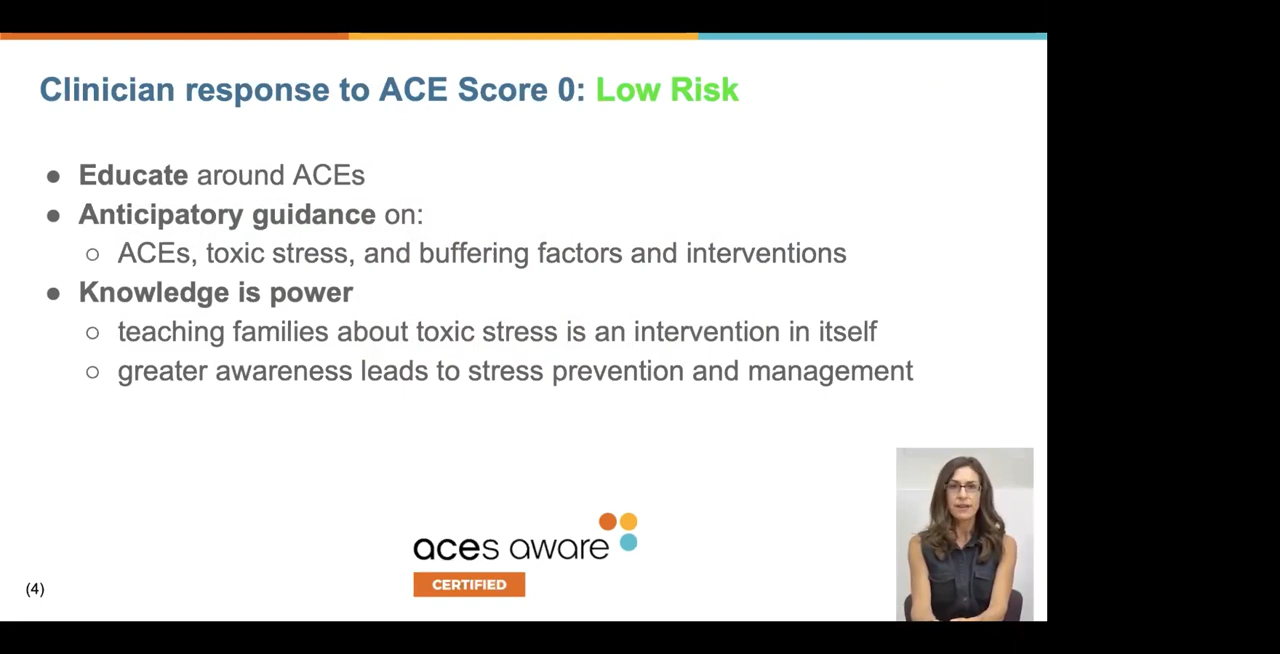 Clinician response to ACE Score 0: Low Risk
● Educate around ACEs
● Anticipatory guidance on:
○ ACEs, toxic stress, and buffering factors and interventions
● Knowledge is power
○ teaching families about toxic stress is an intervention in itself
○ greater awareness leads to stress prevention and management
aces aware
CERTIFIED
(4)